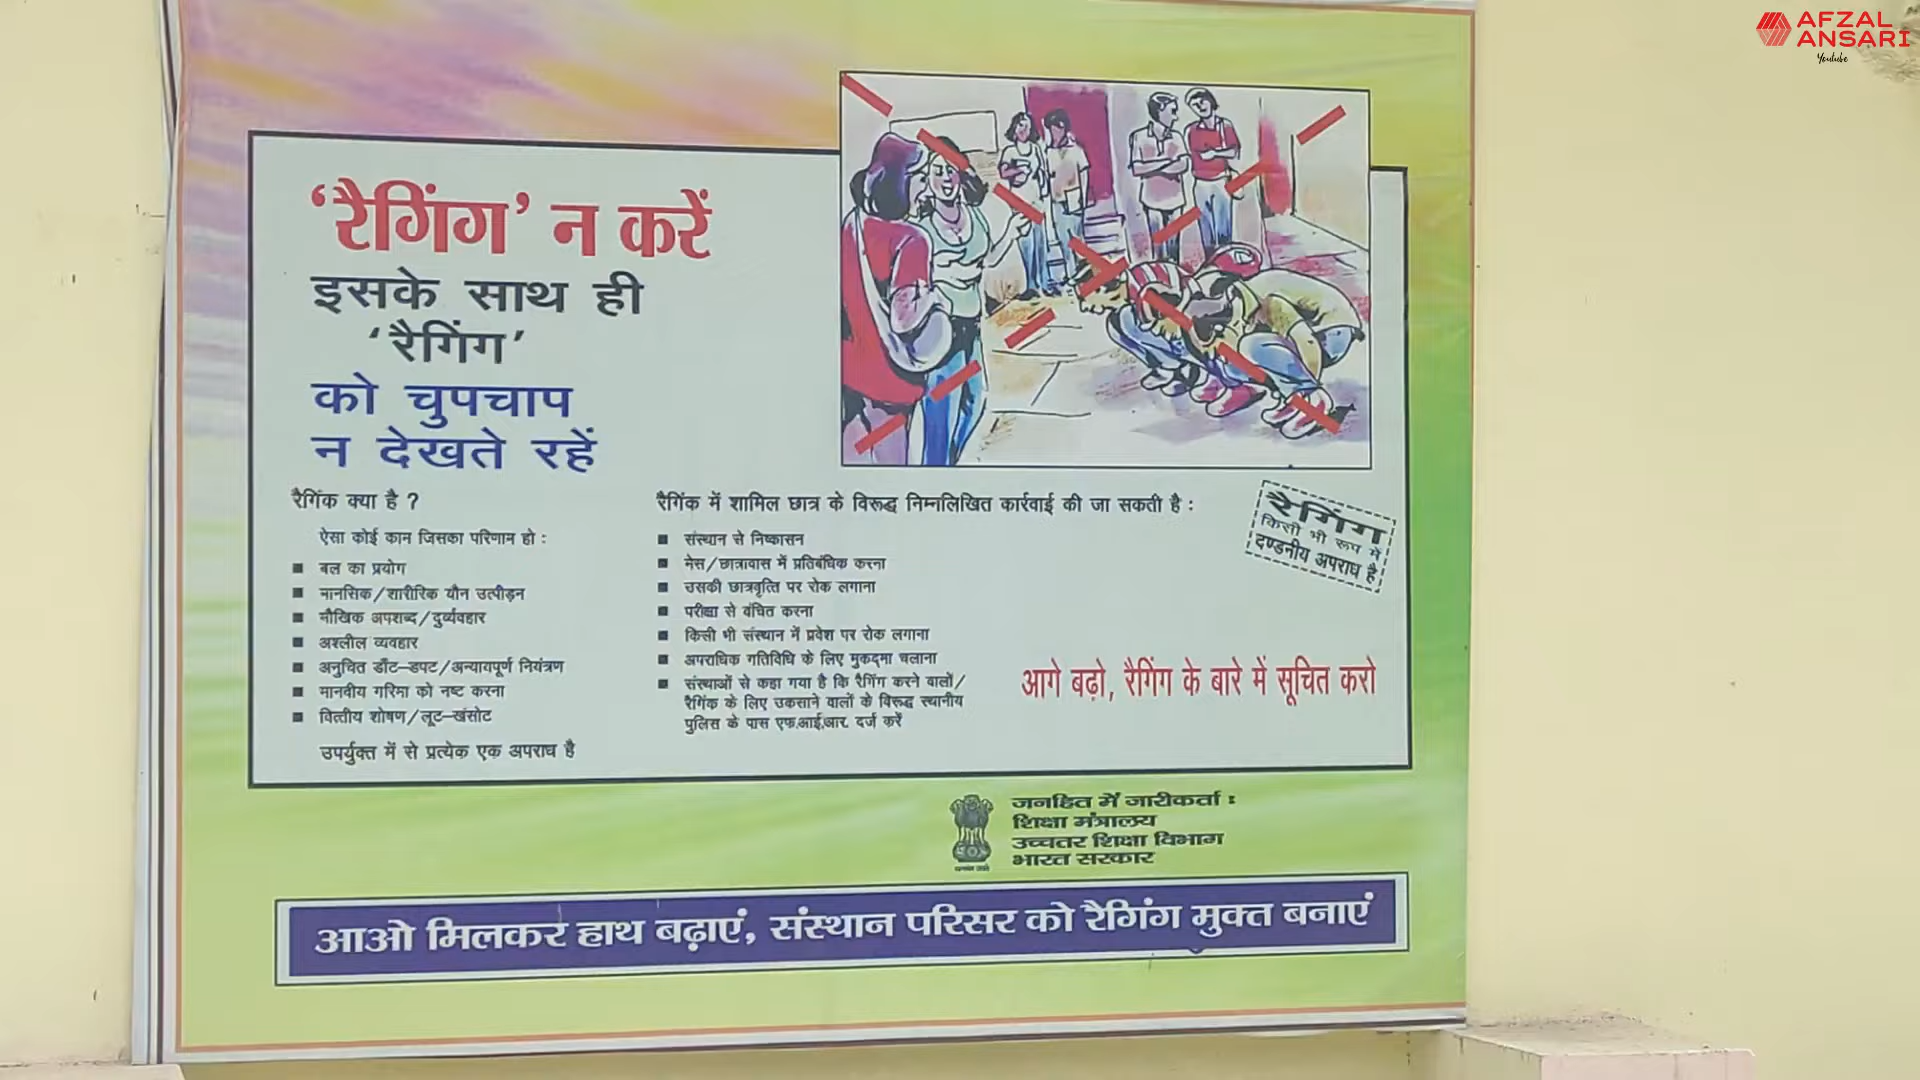 AFZAL
ANSARI
Youtube
‘रैगिंग’ न करें
इसके साथ ही
‘रैगिंग’
को चुपचाप
न देखते रहें
रैगिंक क्या है ?
ऐसा कोई काम जिसका परिणाम हो :
■ बल का प्रयोग
■ मानसिक/शारीरिक यौन उत्पीड़न
■ मौखिक अपशब्द/दुर्व्यवहार
■ अश्लील व्यवहार
■ अनुचित डाँट–डपट/अन्यायपूर्ण नियंत्रण
■ मानवीय गरिमा को नष्ट करना
■ वित्तीय शोषण/लूट–खंसोट
उपर्युक्त में से प्रत्येक एक अपराध है
रैगिंक में शामिल छात्र के विरूद्ध निम्नलिखित कार्रवाई की जा सकती है :
■ संस्थान से निष्कासन
■ मेस/छात्रावास में प्रतिबंधिक करना
■ उसकी छात्रवृत्ति पर रोक लगाना
■ परीक्षा से वंचित करना
■ किसी भी संस्थान में प्रवेश पर रोक लगाना
■ अपराधिक गतिविधि के लिए मुकद्मा चलाना
■ संस्थाओं से कहा गया है कि रैगिंग करने वालों/
रैगिंक के लिए उकसाने वालों के विरूद्ध स्थानीय
पुलिस के पास एफ.आई.आर. दर्ज करें
रैगिंग
किसी भी रूप में
दण्डनीय अपराध है
आगे बढ़ो, रैगिंग के बारे में सूचित करो
जनहित में जारीकर्ता :
शिक्षा मंत्रालय
उच्चतर शिक्षा विभाग
भारत सरकार
आओ मिलकर हाथ बढ़ाएं, संस्थान परिसर को रैगिंग मुक्त बनाएं